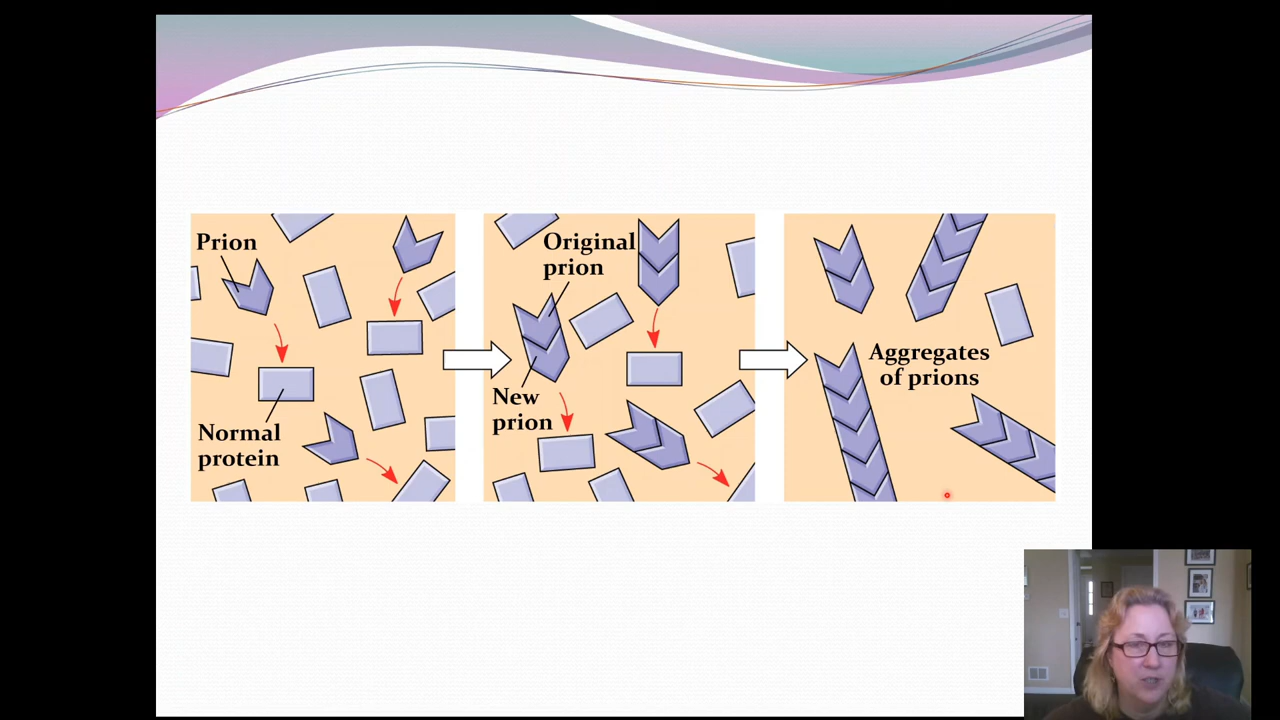 Prion
Normal
protein
Original
prion
New
prion
Aggregates
of prions